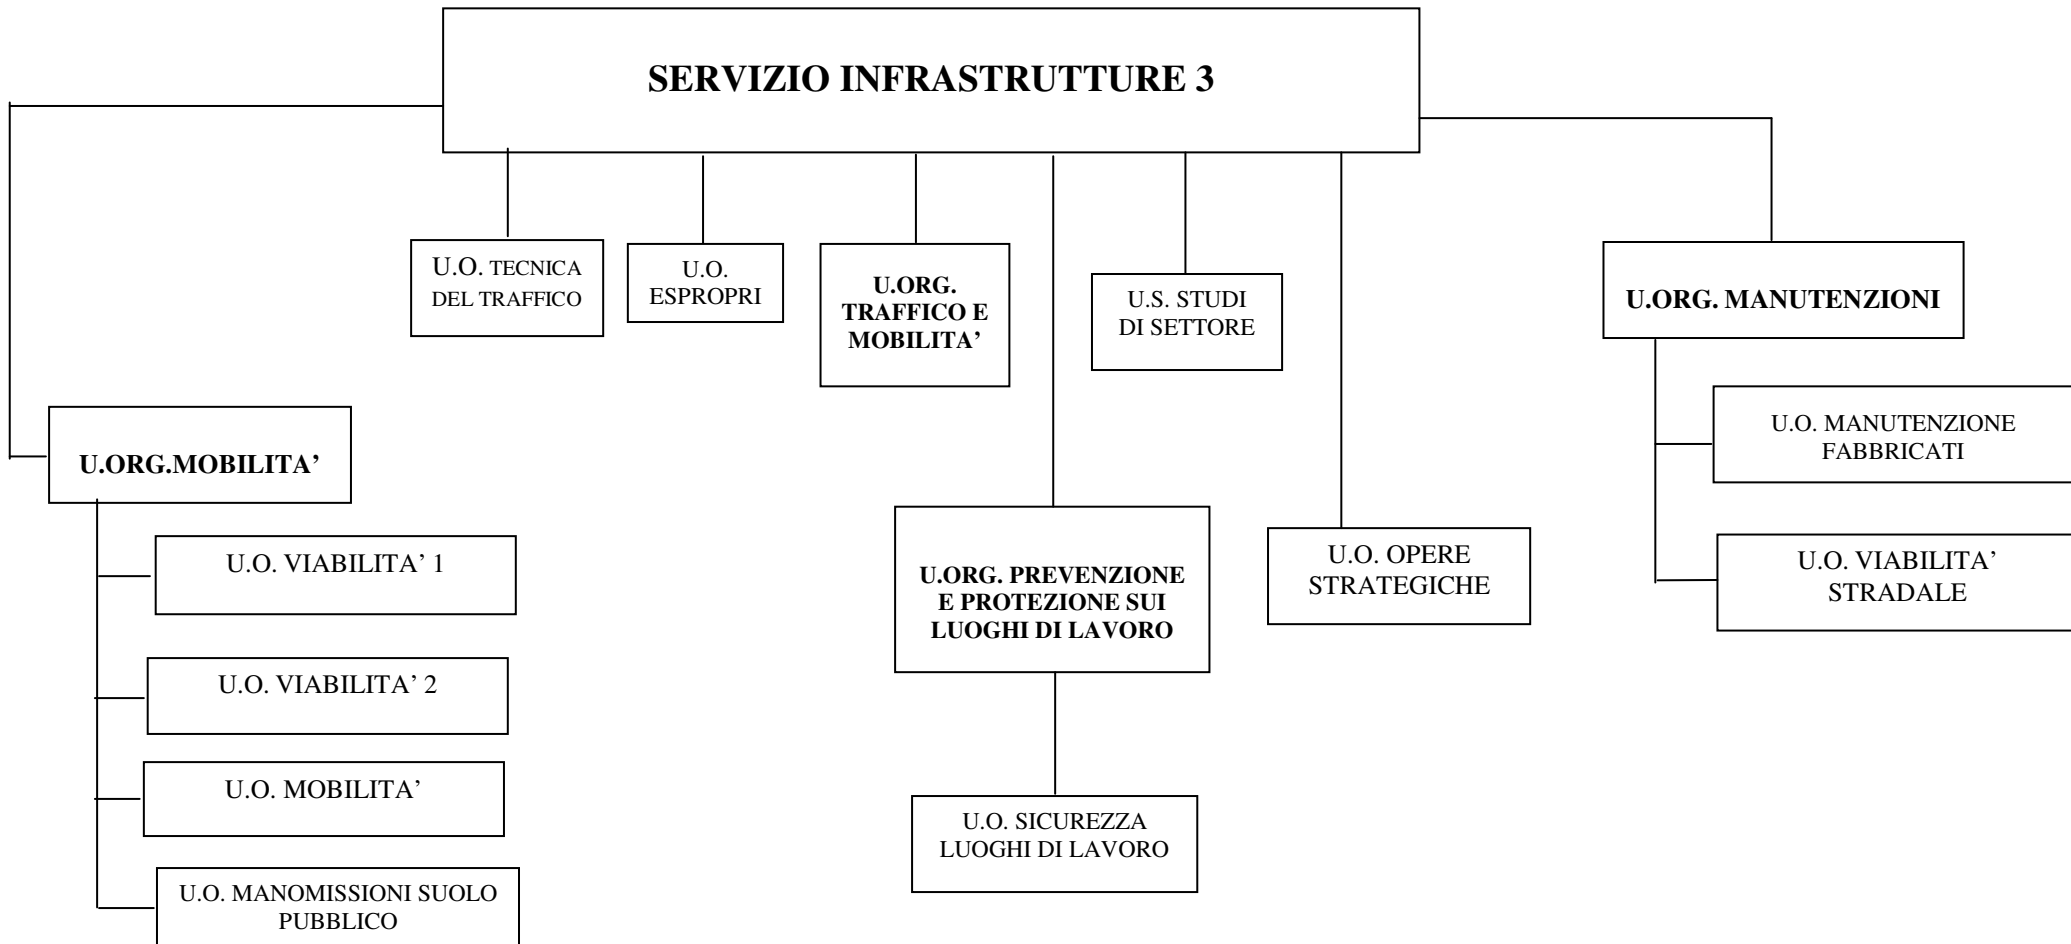 SERVIZIO INFRASTRUTTURE 3
U.O. TECNICA
DEL TRAFFICO
U.O.
ESPROPRI
U.ORG.
TRAFFICO E
MOBILITA’
U.S. STUDI
DI SETTORE
U.ORG. MANUTENZIONI
U.O. MANUTENZIONE
FABBRICATI
U.O. VIABILITA’
STRADALE
U.ORG.MOBILITA’
U.O. VIABILITA’ 1
U.O. VIABILITA’ 2
U.O. MOBILITA’
U.O. MANOMISSIONI SUOLO
PUBBLICO
U.ORG. PREVENZIONE
E PROTEZIONE SUI
LUOGHI DI LAVORO
U.O. SICUREZZA
LUOGHI DI LAVORO
U.O. OPERE
STRATEGICHE